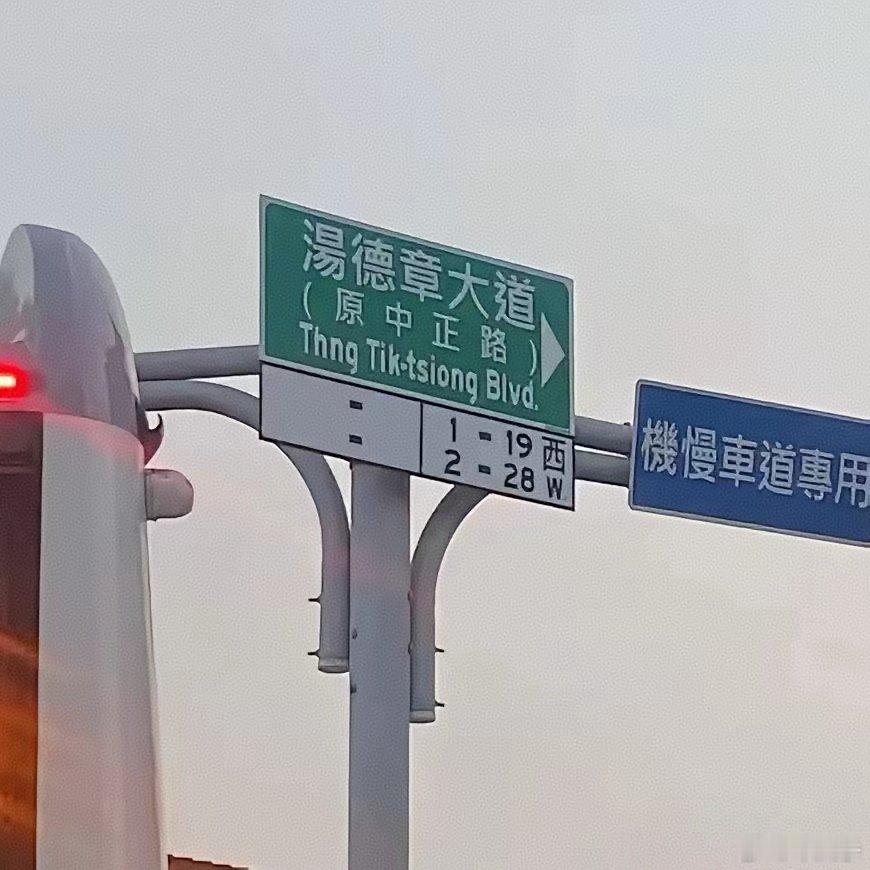 湯德章大道
(原中正路)
Thng Tik-tsiong Blvd.
-
-
1 - 19 西
2 - 28 W
機慢車道專用